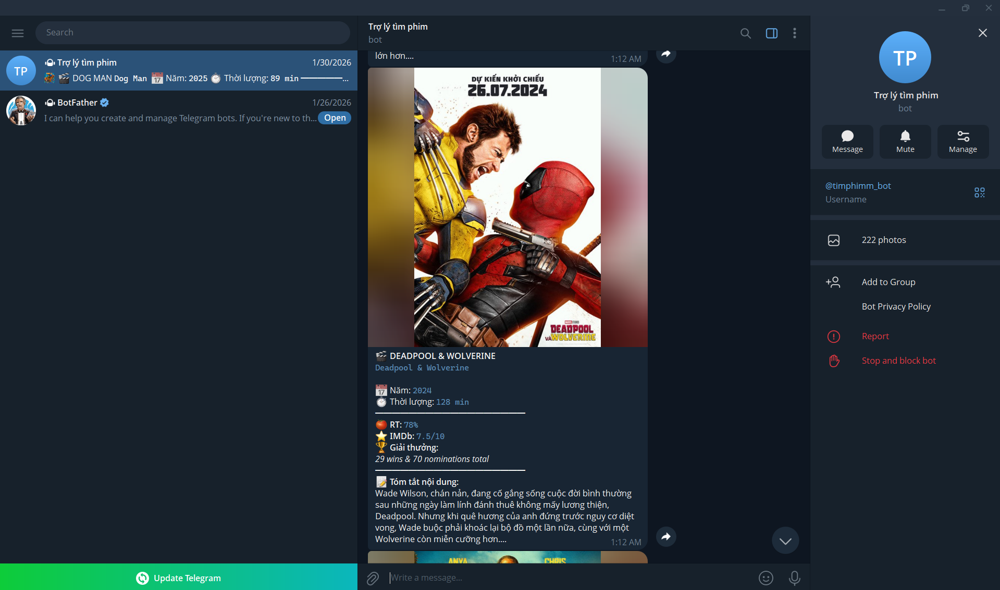 Search
TP
Trợ lý tìm phim
1/30/2026
🎬 DOG MAN Dog Man 📅 Năm: 2025 ⏱ Thời lượng: 89 min ───────...
BotFather
1/26/2026
I can help you create and manage Telegram bots. If you're new to th...
Open
Update Telegram
Trợ lý tìm phim
bot
lớn hơn....
1:12 AM
DỰ KIẾN KHỞI CHIẾU
26.07.2024
MARVEL STUDIOS
DEADPOOL
VÀ WOLVERINE
🎬 DEADPOOL & WOLVERINE
Deadpool & Wolverine
📅 Năm: 2024
⏱ Thời lượng: 128 min
🍅 RT: 78%
⭐ IMDb: 7.5/10
🏆 Giải thưởng:
29 wins & 70 nominations total
📝 Tóm tắt nội dung:
Wade Wilson, chán nản, đang cố gắng sống cuộc đời bình thường
sau những ngày làm lính đánh thuê không mấy lương thiện,
Deadpool. Nhưng khi quê hương của anh đứng trước nguy cơ diệt
vong, Wade buộc phải khoác lại bộ đồ một lần nữa, cùng với một
Wolverine còn miễn cưỡng hơn....
1:12 AM
ANYA
CHRIS
Write a message...
TP
Trợ lý tìm phim
bot
Message
Mute
Manage
@timphimm_bot
Username
222 photos
Add to Group
Bot Privacy Policy
Report
Stop and block bot